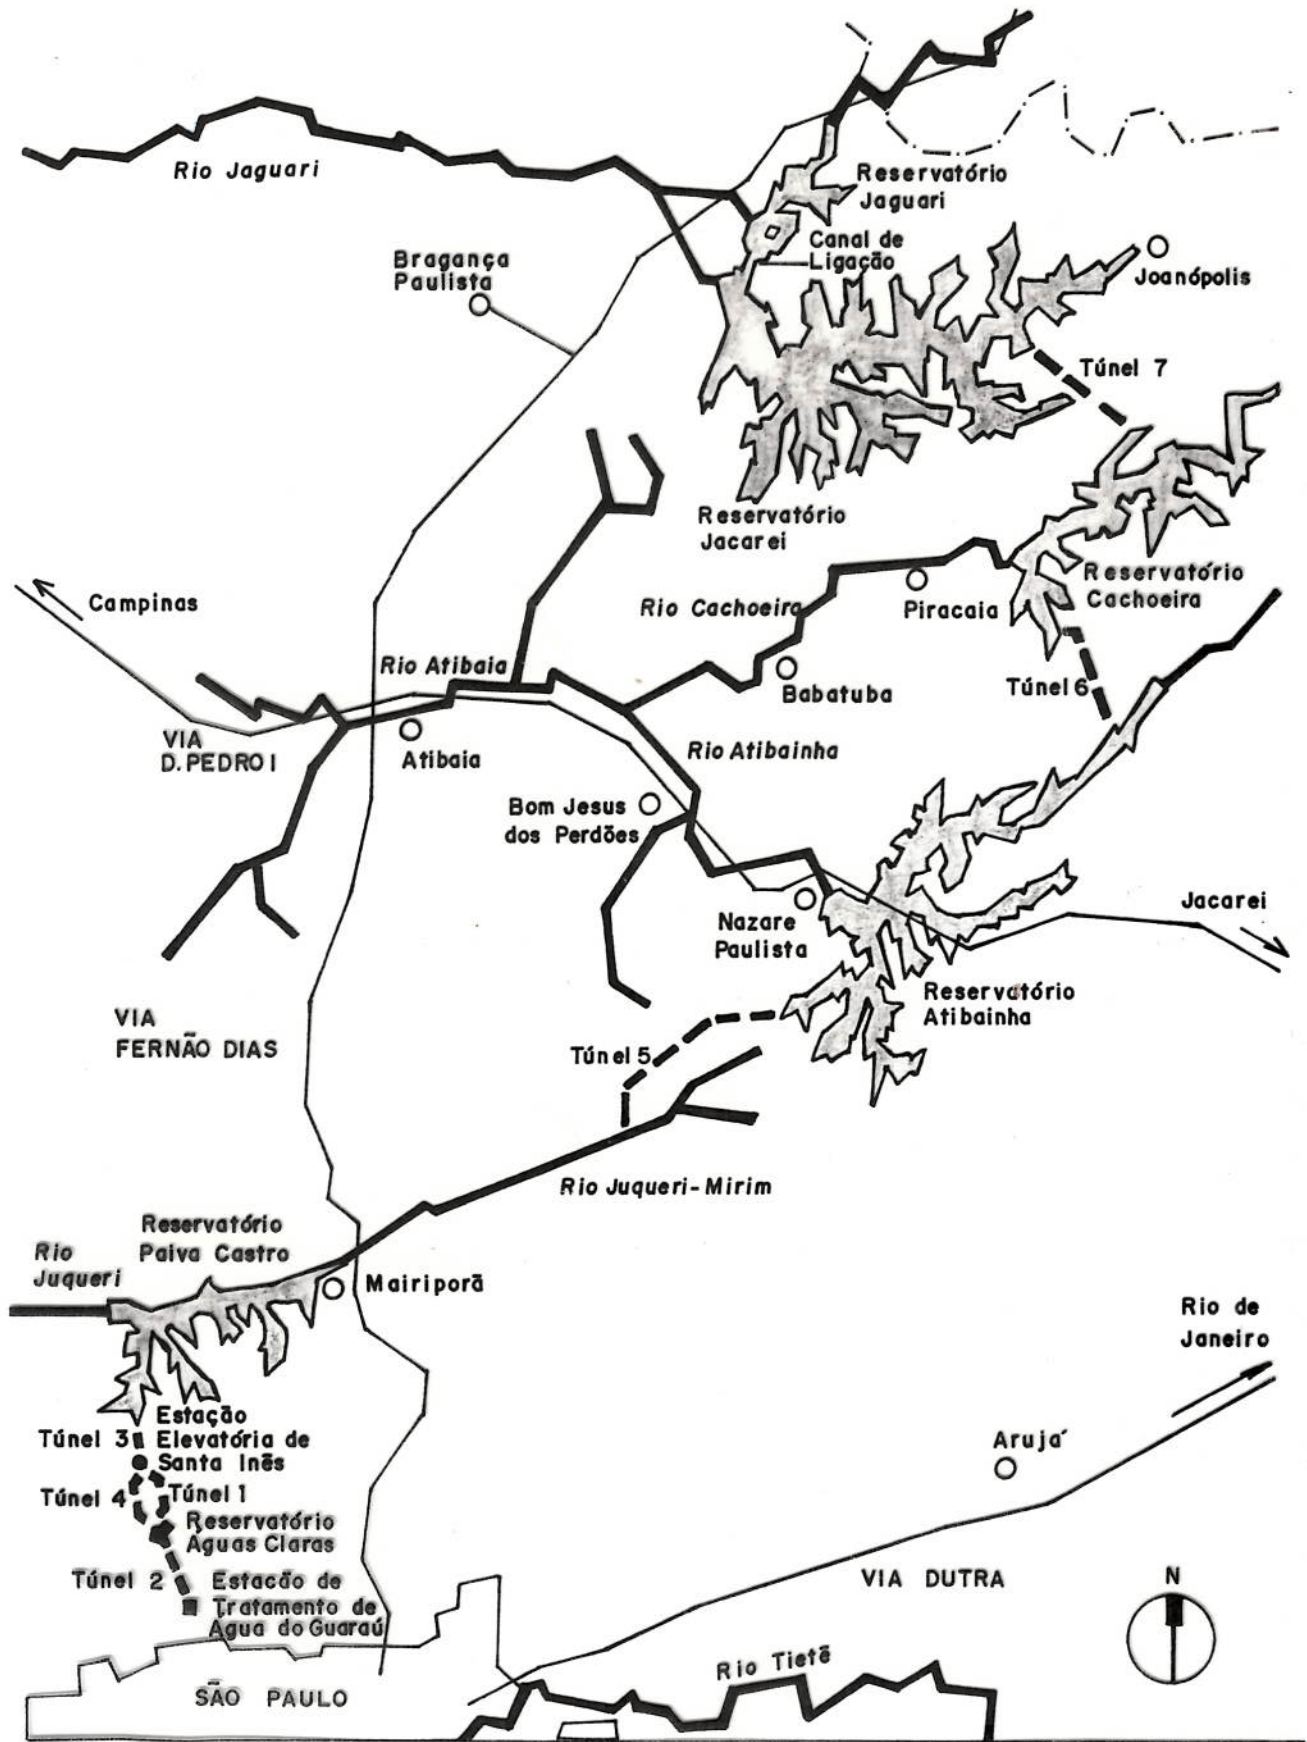 Rio Jaguari
Reservatório
Jaguari
Canal de
Ligação
Bragança
Paulista
Joanópolis
Túnel 7
Reservatório
Jacarei
Reservatório
Cachoeira
Campinas
Rio Cachoeira
Piracaia
Rio Atibaia
Babatuba
Túnel 6
VIA
D. PEDRO I
Atibaia
Rio Atibainha
Bom Jesus
dos Perdões
Nazare
Paulista
Jacarei
Reservatório
Atibainha
VIA
FERNÃO DIAS
Túnel 5
Rio Juqueri-Mirim
Reservatório
Paiva Castro
Rio
Juqueri
Mairiporã
Rio de
Janeiro
Estação
Túnel 3
Elevatória de
Santa Inês
Túnel 4
Túnel 1
Reservatório
Águas Claras
Arujá
Túnel 2
Estacão de
Tratamento de
Água do Guaraú
VIA DUTRA
N
SÃO PAULO
Rio Tietê